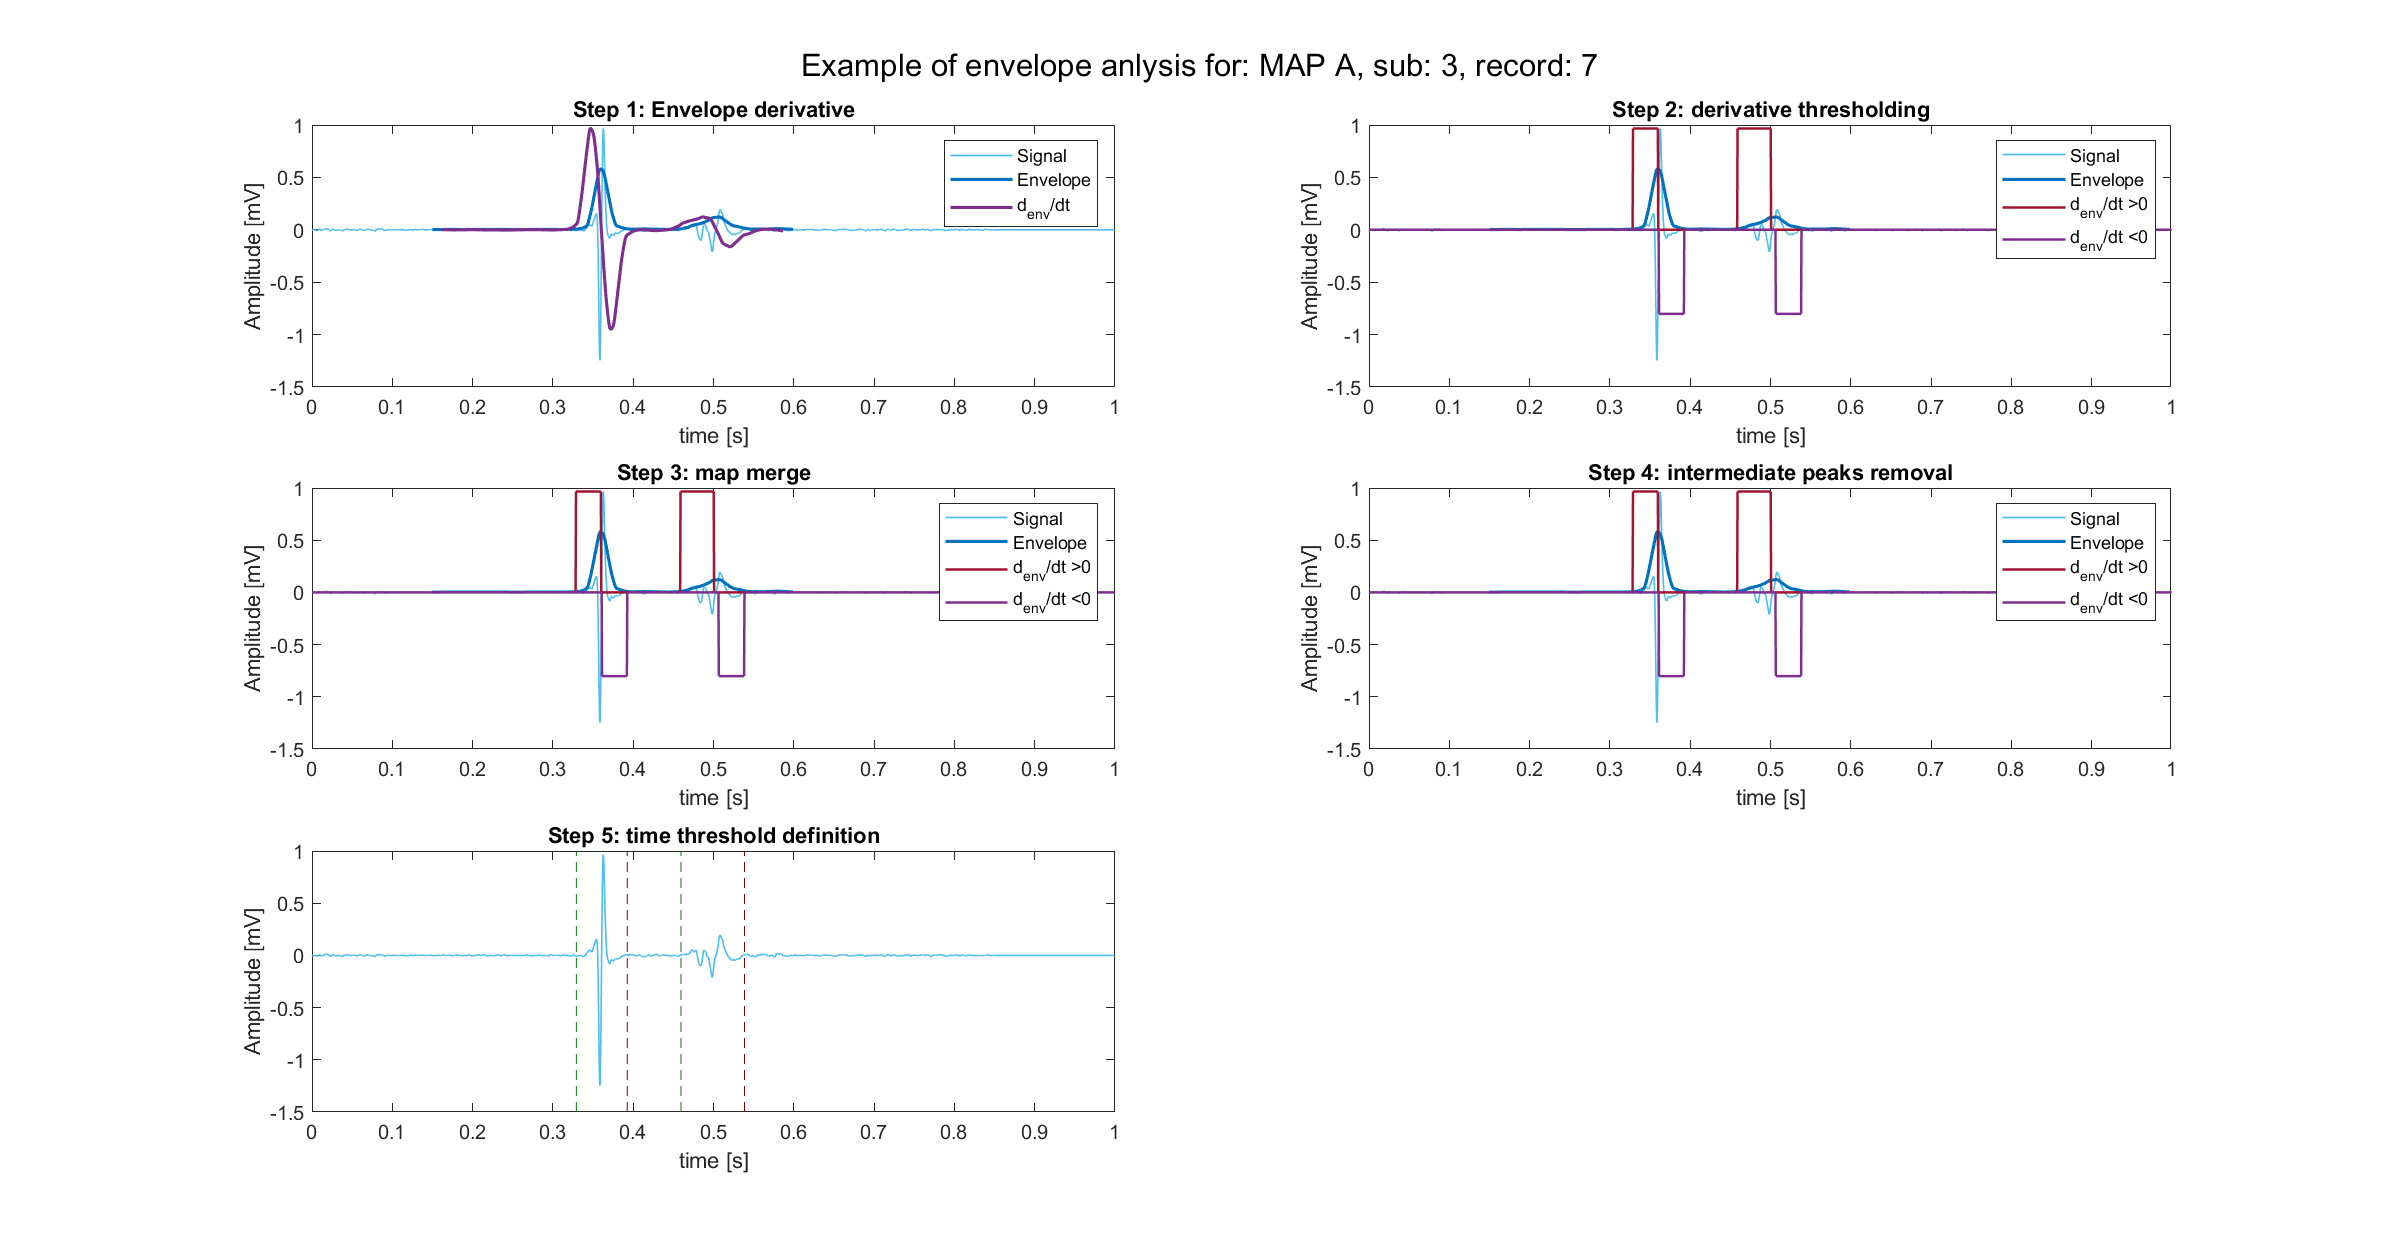 Example of envelope anlysis for: MAP A, sub: 3, record: 7
Step 1: Envelope derivative
Amplitude [mV]
1
0.5
0
-0.5
-1
-1.5
0 0.1 0.2 0.3 0.4 0.5 0.6 0.7 0.8 0.9 1
time [s]
Signal
Envelope
d_env/dt
Step 2: derivative thresholding
Amplitude [mV]
1
0.5
0
-0.5
-1
-1.5
0 0.1 0.2 0.3 0.4 0.5 0.6 0.7 0.8 0.9 1
time [s]
Signal
Envelope
d_env/dt >0
d_env/dt <0
Step 3: map merge
Amplitude [mV]
1
0.5
0
-0.5
-1
-1.5
0 0.1 0.2 0.3 0.4 0.5 0.6 0.7 0.8 0.9 1
time [s]
Signal
Envelope
d_env/dt >0
d_env/dt <0
Step 4: intermediate peaks removal
Amplitude [mV]
1
0.5
0
-0.5
-1
-1.5
0 0.1 0.2 0.3 0.4 0.5 0.6 0.7 0.8 0.9 1
time [s]
Signal
Envelope
d_env/dt >0
d_env/dt <0
Step 5: time threshold definition
Amplitude [mV]
1
0.5
0
-0.5
-1
-1.5
0 0.1 0.2 0.3 0.4 0.5 0.6 0.7 0.8 0.9 1
time [s]